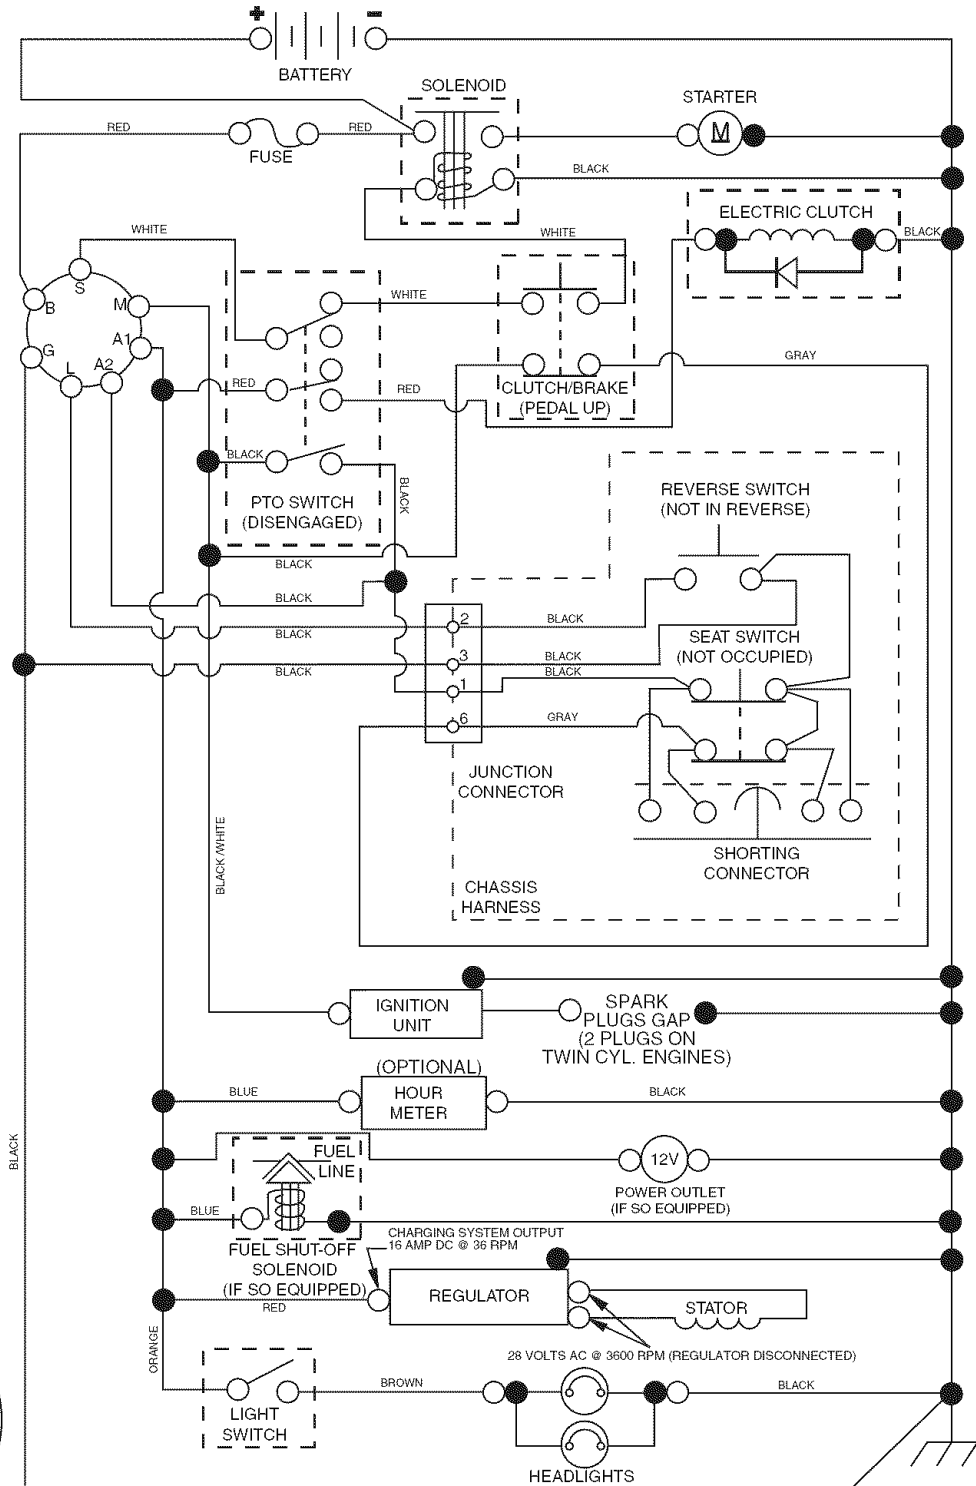 + -
BATTERY
SOLENOID
STARTER
RED
FUSE
RED
M
BLACK
ELECTRIC CLUTCH
WHITE
WHITE
BLACK
S
WHITE
B
M
A1
G
L
A2
RED
RED
GRAY
CLUTCH/BRAKE
(PEDAL UP)
BLACK
BLACK
PTO SWITCH
(DISENGAGED)
REVERSE SWITCH
(NOT IN REVERSE)
BLACK
BLACK
BLACK
2
BLACK
SEAT SWITCH
(NOT OCCUPIED)
3
BLACK
BLACK
BLACK
1
6
GRAY
JUNCTION
CONNECTOR
BLACK/WHITE
SHORTING
CONNECTOR
CHASSIS
HARNESS
IGNITION
UNIT
SPARK
PLUGS GAP
(2 PLUGS ON
TWIN CYL. ENGINES)
(OPTIONAL)
HOUR
METER
BLUE
BLACK
BLACK
FUEL
LINE
12V
POWER OUTLET
(IF SO EQUIPPED)
BLUE
CHARGING SYSTEM OUTPUT
16 AMP DC @ 36 RPM
FUEL SHUT-OFF
SOLENOID
(IF SO EQUIPPED)
RED
REGULATOR
STATOR
ORANGE
28 VOLTS AC @ 3600 RPM (REGULATOR DISCONNECTED)
BROWN
BLACK
LIGHT
SWITCH
HEADLIGHTS